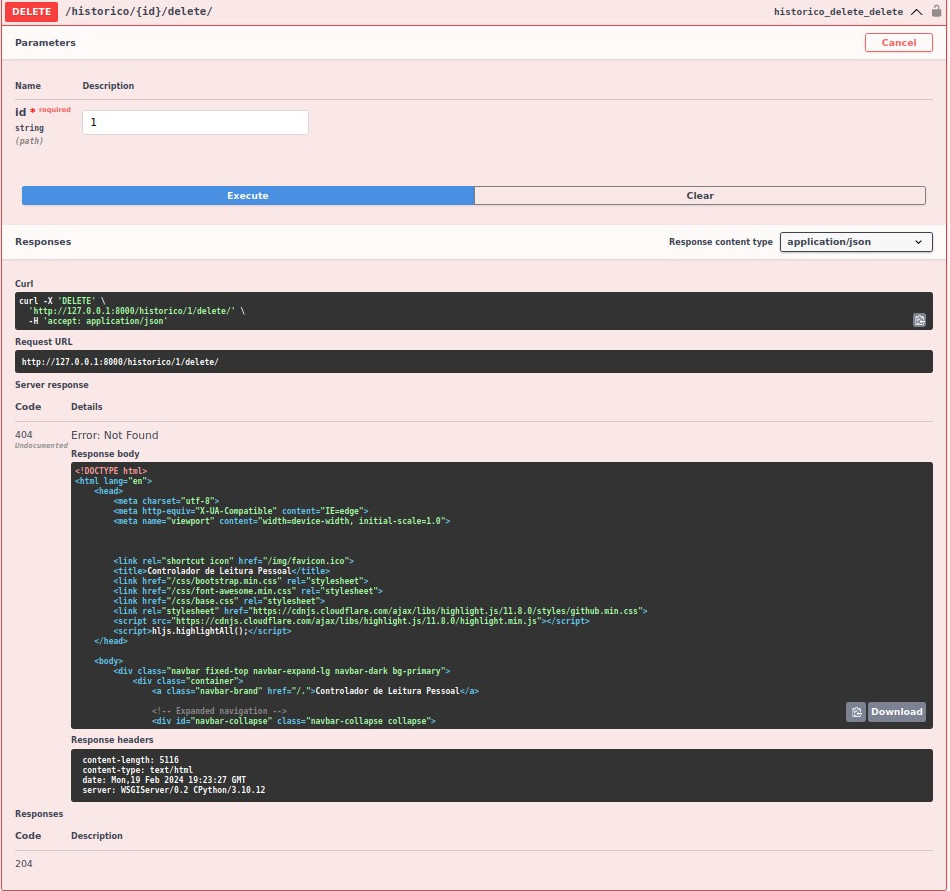 DELETE /historico/{id}/delete/ historico_delete_delete
Parameters Cancel
Name Description
id * required
string
(path)
1
Execute Clear
Responses Response content type application/json
Curl
curl -X 'DELETE' \
'http://127.0.0.1:8000/historico/1/delete/' \
-H 'accept: application/json'
Request URL
http://127.0.0.1:8000/historico/1/delete/
Server response
Code Details
404 Error: Not Found
Undocumented
Response body
<!DOCTYPE html>
<html lang="en">
<head>
<meta charset="utf-8">
<meta http-equiv="X-UA-Compatible" content="IE=edge">
<meta name="viewport" content="width=device-width, initial-scale=1.0">
<link rel="shortcut icon" href="/img/favicon.ico">
<title>Controlador de Leitura Pessoal</title>
<link href="/css/bootstrap.min.css" rel="stylesheet">
<link href="/css/font-awesome.min.css" rel="stylesheet">
<link href="/css/base.css" rel="stylesheet">
<link rel="stylesheet" href="https://cdnjs.cloudflare.com/ajax/libs/highlight.js/11.8.0/styles/github.min.css">
<script src="https://cdnjs.cloudflare.com/ajax/libs/highlight.js/11.8.0/highlight.min.js"></script>
<script>hljs.highlightAll();</script>
</head>
<body>
<div class="navbar fixed-top navbar-expand-lg navbar-dark bg-primary">
<div class="container">
<a class="navbar-brand" href="/.">Controlador de Leitura Pessoal</a>
<!-- Expanded navigation -->
<div id="navbar-collapse" class="navbar-collapse collapse">
Download
Response headers
content-length: 5116
content-type: text/html
date: Mon,19 Feb 2024 19:23:27 GMT
server: WSGIServer/0.2 CPython/3.10.12
Responses
Code Description
204